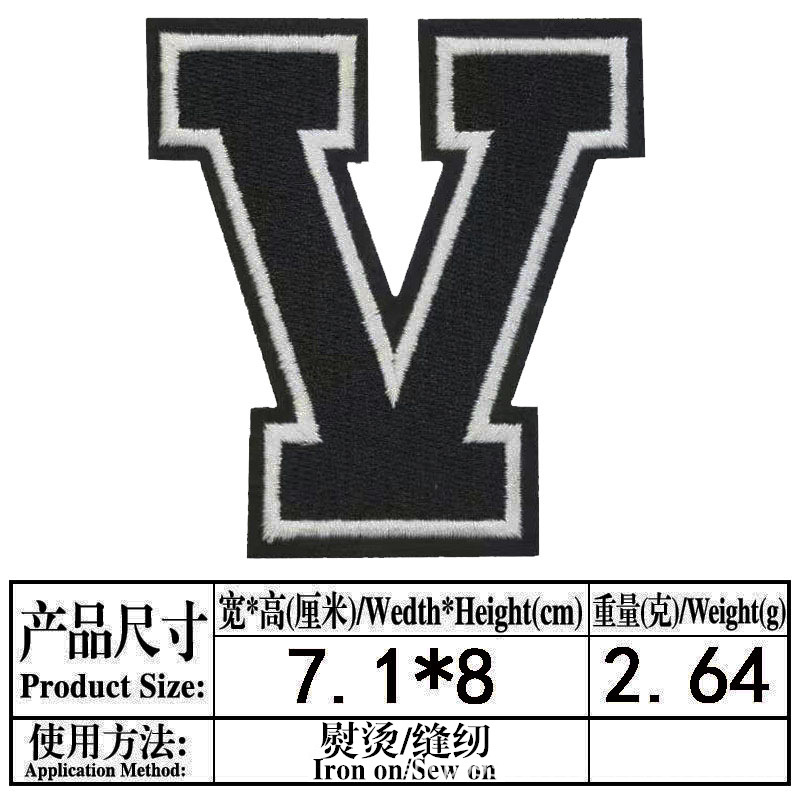 V
产品尺寸
Product Size:
宽*高(厘米)/Wedth*Height(cm)
重量(克)/Weight(g)
7.1*8
2.64
使用方法:
Application Method:
熨烫/缝纫
Iron on/Sew on